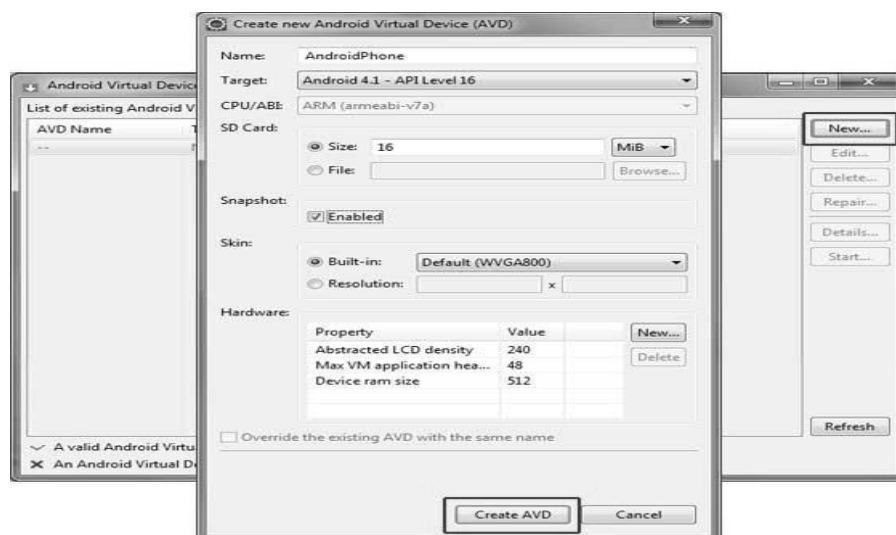 Create new Android Virtual Device (AVD)
Name: AndroidPhone
Target: Android 4.1 - API Level 16
CPU/ABI: ARM (armeabi-v7a)
SD Card:
Size: 16 MiB
File: Browse...
Snapshot:
Enabled
Skin:
Built-in: Default (WVGA800)
Resolution: x
Hardware:
Property Value New...
Abstracted LCD density 240 Delete
Max VM application hea... 48
Device ram size 512
Override the existing AVD with the same name
Create AVD Cancel
Android Virtual Devic
List of existing Android V
AVD Name
--
A valid Android Virtu
An Android Virtual D
New...
Edit...
Delete...
Repair...
Details...
Start...
Refresh